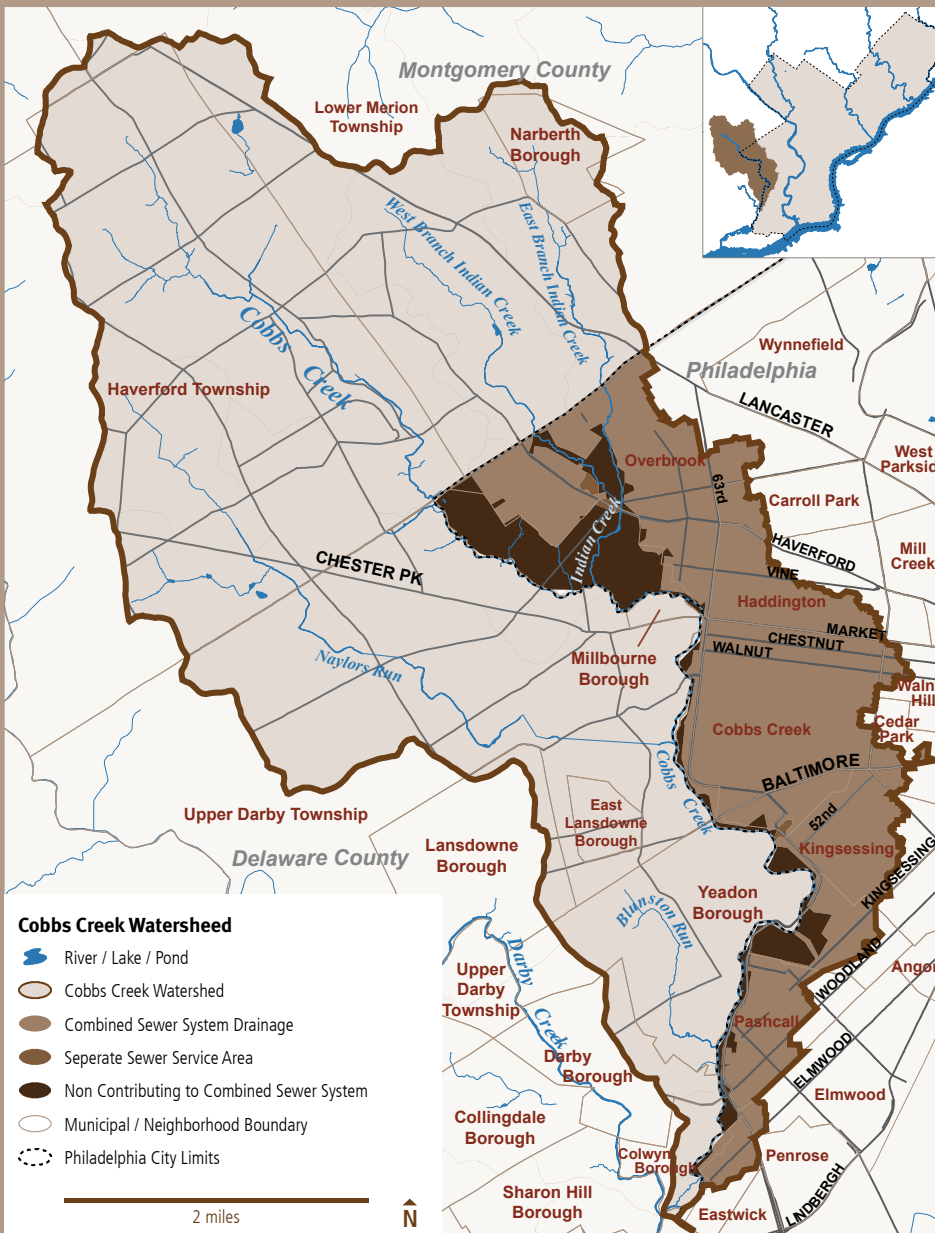 Montgomery County
Lower Merion
Township
Narberth
Borough
West Branch Indian Creek
East Branch Indian Creek
Cobbs
Creek
Wynnefield
Philadelphia
Haverford Township
LANCASTER
West
Parksid
Overbrook
63rd
Carroll Park
Indian Creek
HAVERFORD
Mill
Creek
CHESTER PK
VINE
Haddington
MARKET
CHESTNUT
WALNUT
Millbourne
Borough
Naylors Run
Waln
Hill
Cedar
Park
Cobbs Creek
Cobbs Creek
BALTIMORE
East
Lansdowne
Borough
52nd
Upper Darby Township
Lansdowne
Borough
Kingsessing
Delaware County
KINGSESSING
Yeadon
Borough
Blunston Run
Darby
Creek
WOODLAND
Angor
Upper
Darby
Township
Pashcall
Darby
Borough
ELMWOOD
Elmwood
Collingdale
Borough
Colwyn
Borough
Penrose
Sharon Hill
Borough
LNDBERGH
Eastwick
Cobbs Creek Watersheed
River / Lake / Pond
Cobbs Creek Watershed
Combined Sewer System Drainage
Seperate Sewer Service Area
Non Contributing to Combined Sewer System
Municipal / Neighborhood Boundary
Philadelphia City Limits
2 miles
N